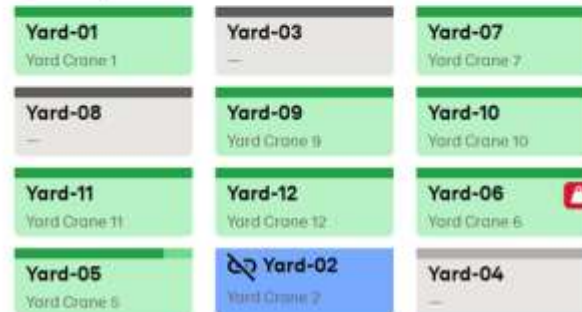 Yard-01
Yard Crane 1
Yard-03
—
Yard-07
Yard Crane 7
Yard-08
—
Yard-09
Yard Crane 9
Yard-10
Yard Crane 10
Yard-11
Yard Crane 11
Yard-12
Yard Crane 12
Yard-06
Yard Crane 6
Yard-05
Yard Crane 5
Yard-02
Yard Crane 2
Yard-04
—